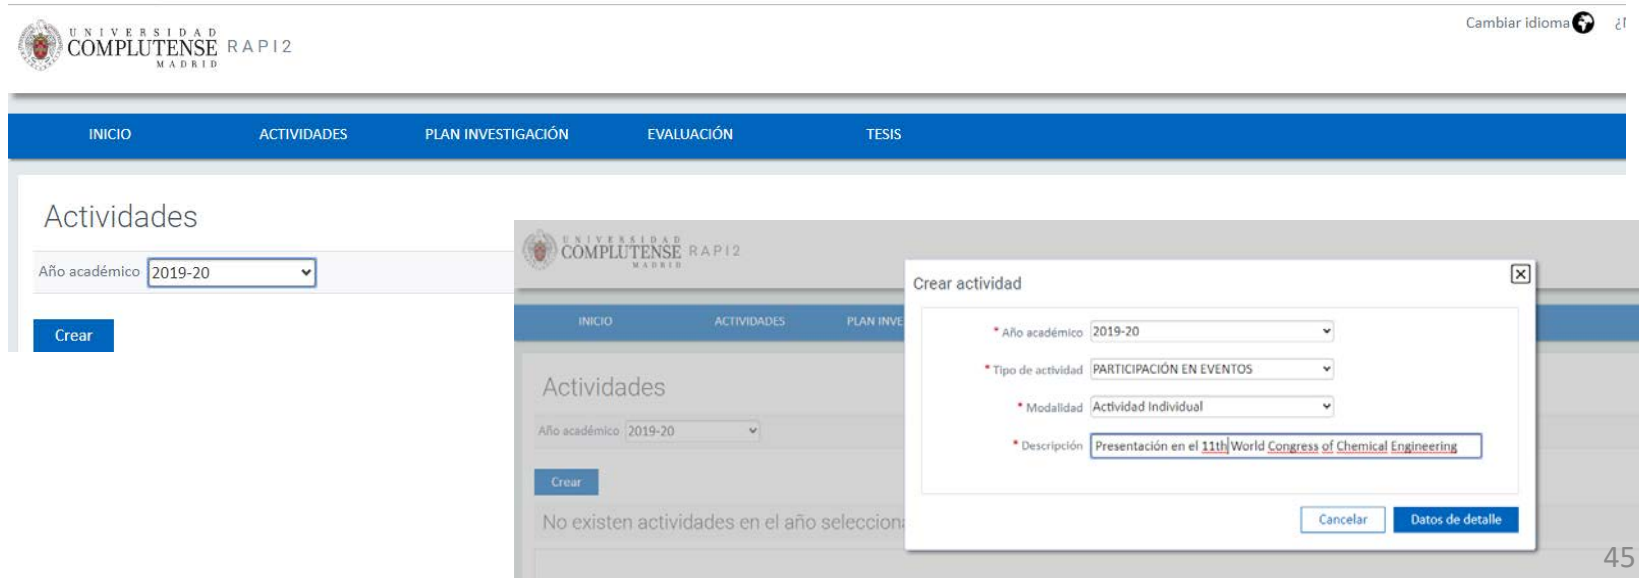 UNIVERSIDAD
COMPLUTENSE
MADRID
RAPI2
Cambiar idioma
INICIO ACTIVIDADES PLAN INVESTIGACIÓN EVALUACIÓN TESIS
Actividades
Año académico 2019-20
Crear
UNIVERSIDAD
COMPLUTENSE
MADRID
RAPI2
INICIO ACTIVIDADES PLAN INVE
Actividades
Año académico 2019-20
Crear
No existen actividades en el año selecciona
Crear actividad
* Año académico 2019-20
* Tipo de actividad PARTICIPACIÓN EN EVENTOS
* Modalidad Actividad Individual
* Descripción Presentación en el 11th World Congress of Chemical Engineering
Cancelar Datos de detalle
45